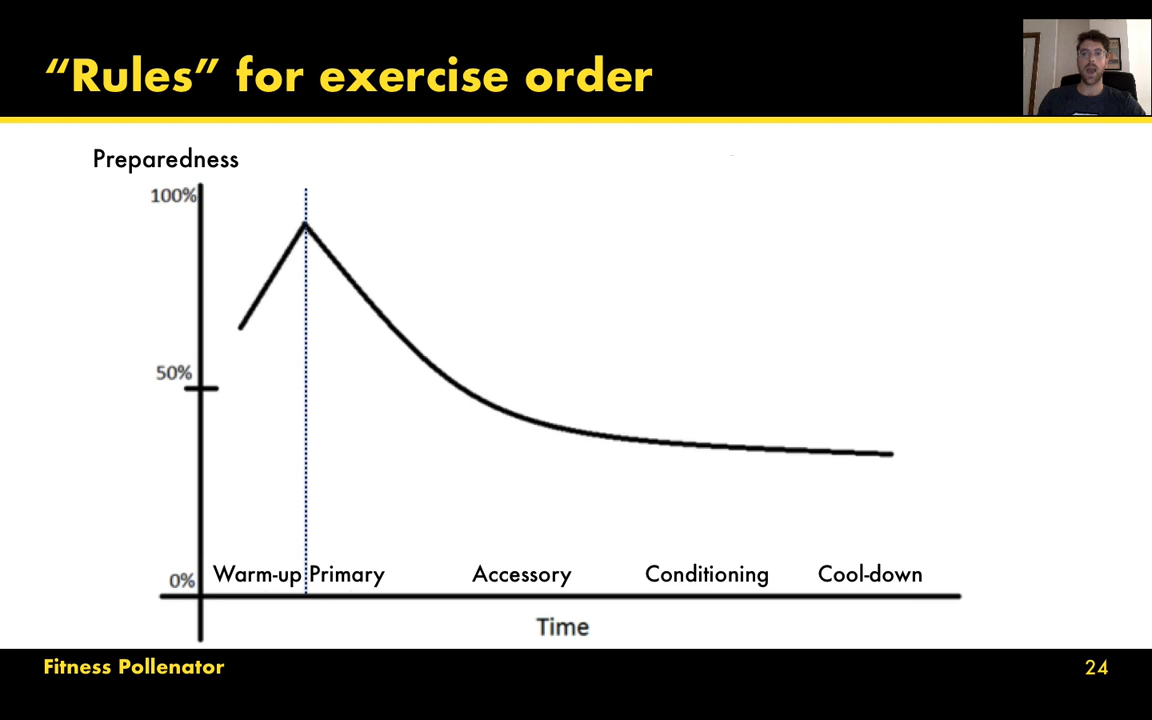 “Rules” for exercise order
Preparedness
100%
50%
0%
Warm-up Primary Accessory Conditioning Cool-down
Time
Fitness Pollenator
24